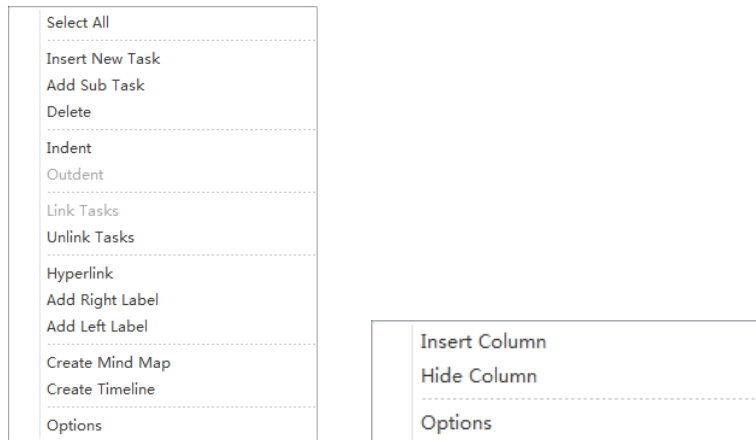 Select All
Insert New Task
Add Sub Task
Delete
Indent
Outdent
Link Tasks
Unlink Tasks
Hyperlink
Add Right Label
Add Left Label
Create Mind Map
Create Timeline
Options
Insert Column
Hide Column
Options